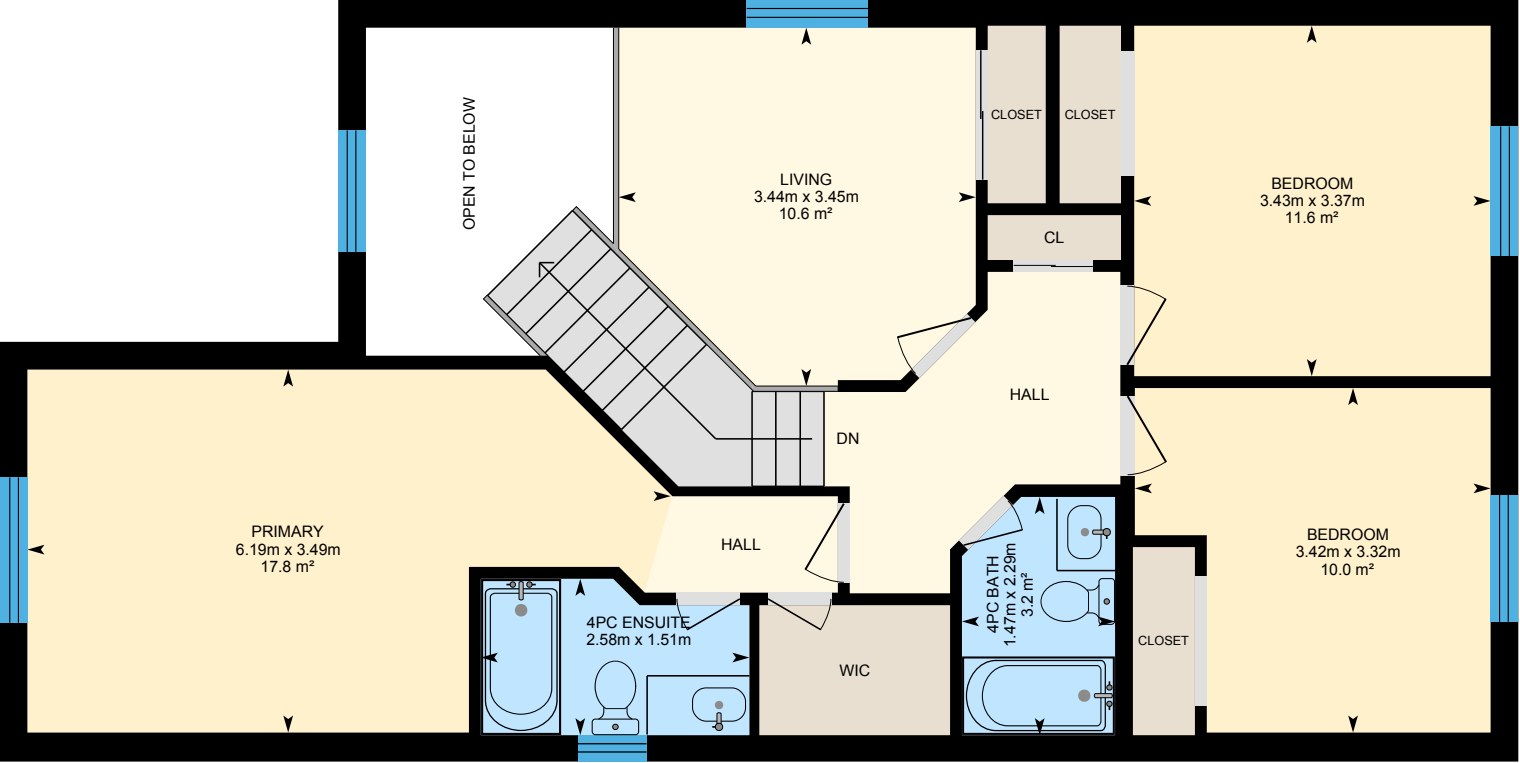 OPEN TO BELOW
LIVING
3.44m x 3.45m
10.6 m²
CLOSET
CLOSET
BEDROOM
3.43m x 3.37m
11.6 m²
CL
HALL
DN
PRIMARY
6.19m x 3.49m
17.8 m²
HALL
BEDROOM
3.42m x 3.32m
10.0 m²
4PC ENSUITE
2.58m x 1.51m
WIC
4PC BATH
1.47m x 2.29m
3.2 m²
CLOSET